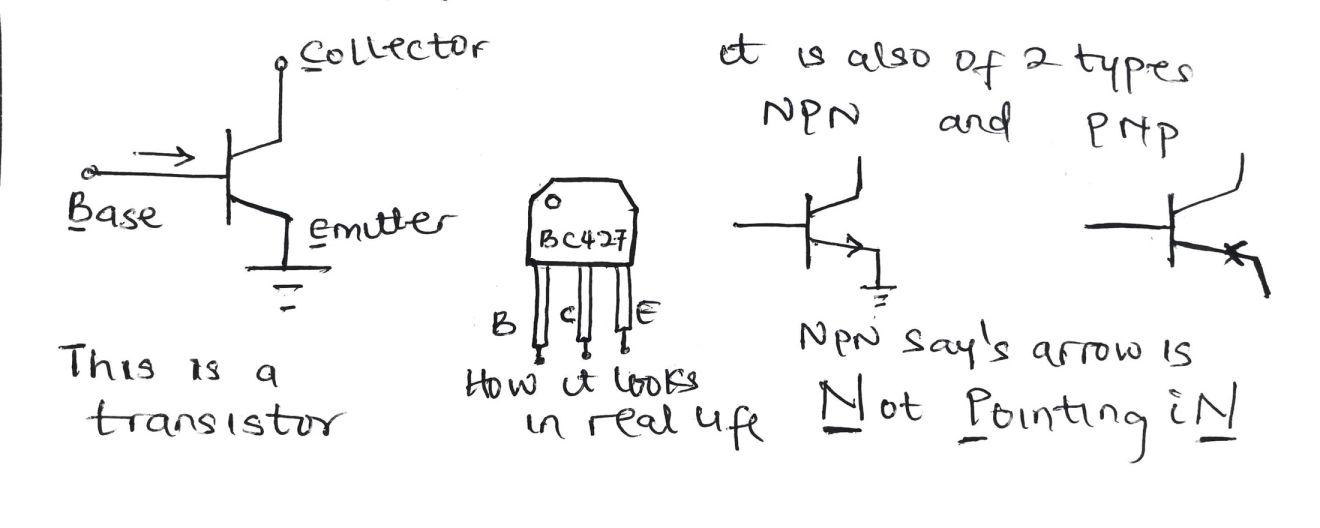 Collector
Base
Emitter
This is a
transistor
BC427
B
C
E
How it looks
in real life
it is also of 2 types
NPN and PNP
NPN say's arrow is
Not Pointing iN